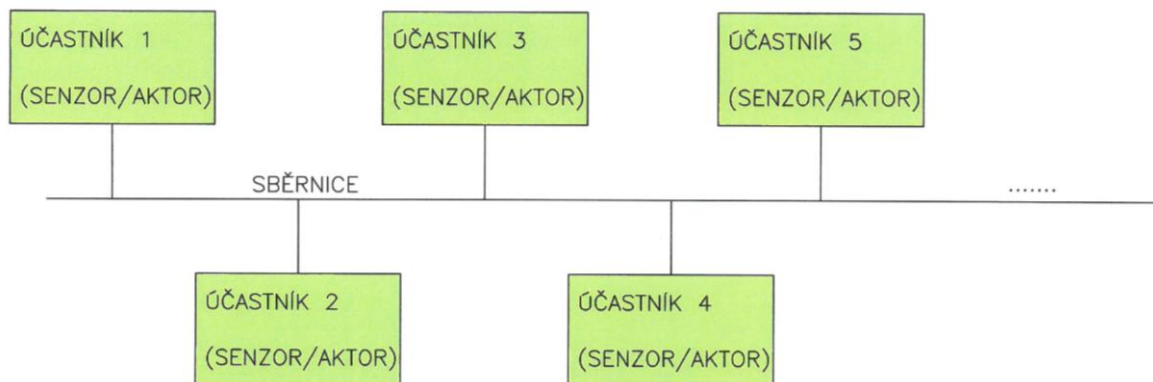 ÚČASTNÍK 1
(SENZOR/AKTOR)
ÚČASTNÍK 3
(SENZOR/AKTOR)
ÚČASTNÍK 5
(SENZOR/AKTOR)
SBĚRNICE
.......
ÚČASTNÍK 2
(SENZOR/AKTOR)
ÚČASTNÍK 4
(SENZOR/AKTOR)